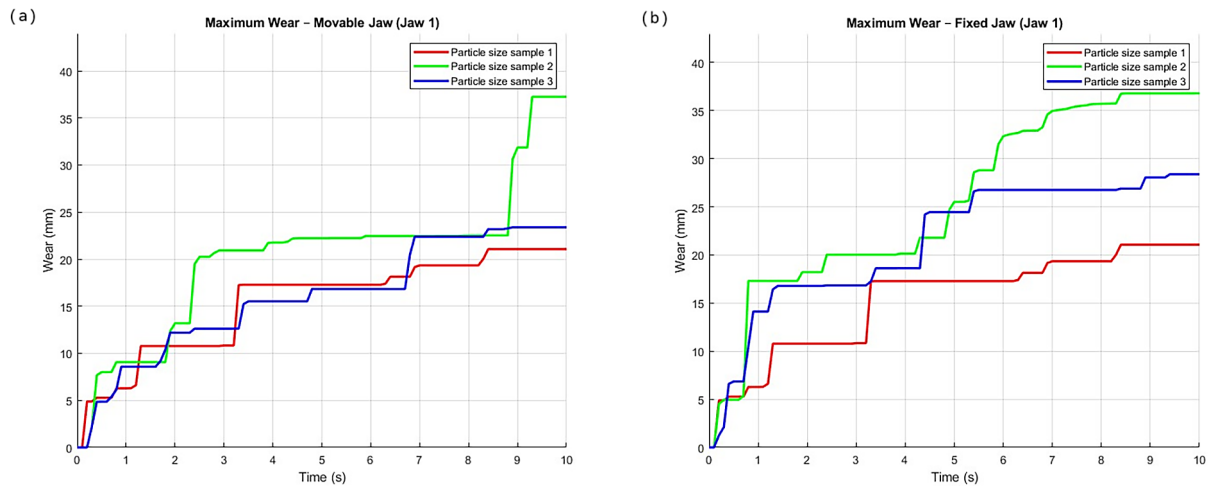 (a)
Maximum Wear – Movable Jaw (Jaw 1)
Particle size sample 1
Particle size sample 2
Particle size sample 3
40
35
30
25
20
15
10
5
0
Wear (mm)
0 1 2 3 4 5 6 7 8 9 10
Time (s)
(b)
Maximum Wear – Fixed Jaw (Jaw 1)
Particle size sample 1
Particle size sample 2
Particle size sample 3
40
35
30
25
20
15
10
5
0
Wear (mm)
0 1 2 3 4 5 6 7 8 9 10
Time (s)